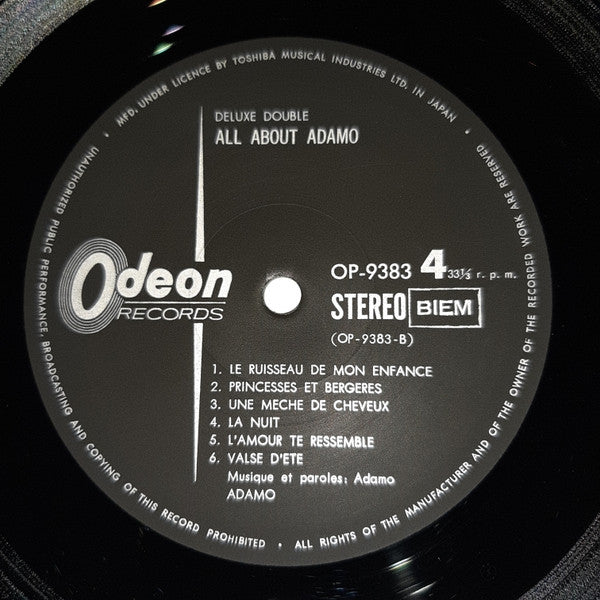 MFD. UNDER LICENCE BY TOSHIBA MUSICAL INDUSTRIES LTD. IN JAPAN
DELUXE DOUBLE
ALL ABOUT ADAMO
Odeon
RECORDS
OP-9383 4 33⅓ r. p. m.
STEREO BIEM
(OP-9383-B)
1. LE RUISSEAU DE MON ENFANCE
2. PRINCESSES ET BERGERES
3. UNE MECHE DE CHEVEUX
4. LA NUIT
5. L'AMOUR TE RESSEMBLE
6. VALSE D'ETE
Musique et paroles: Adamo
ADAMO
• ALL RIGHTS OF THE MANUFACTURER AND OF THE OWNER OF THE RECORDED WORK ARE RESERVED •
UNAUTHORIZED PUBLIC PERFORMANCE, BROADCASTING AND COPYING OF THIS RECORD PROHIBITED